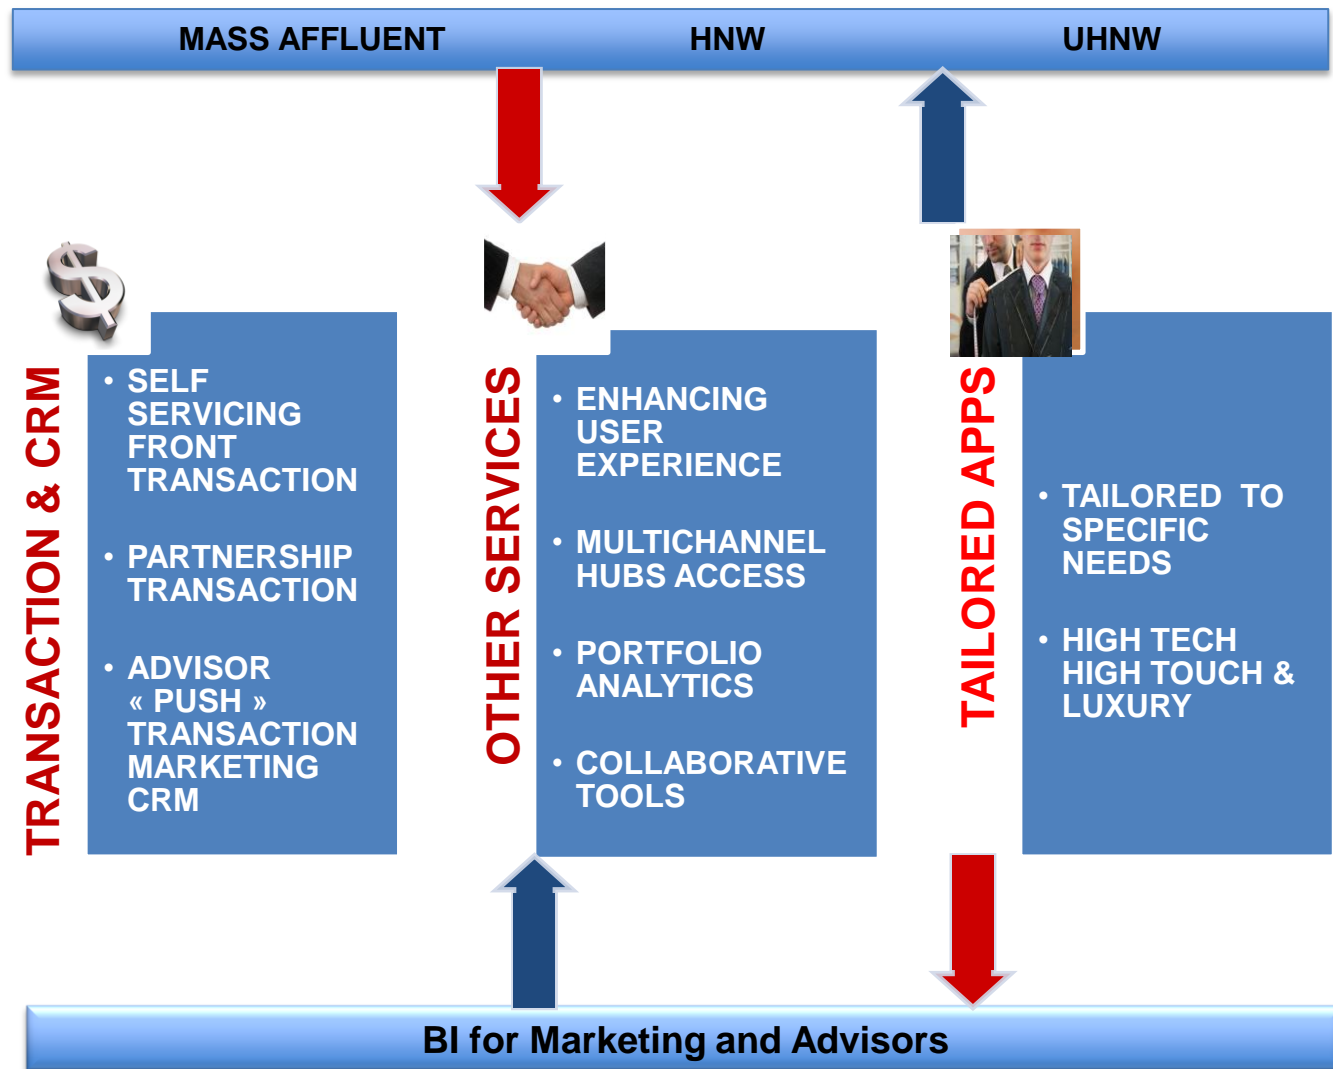 MASS AFFLUENT HNW UHNW
TRANSACTION & CRM
• SELF
SERVICING
FRONT
TRANSACTION
• PARTNERSHIP
TRANSACTION
• ADVISOR
« PUSH »
TRANSACTION
MARKETING
CRM
OTHER SERVICES
• ENHANCING
USER
EXPERIENCE
• MULTICHANNEL
HUBS ACCESS
• PORTFOLIO
ANALYTICS
• COLLABORATIVE
TOOLS
TAILORED APPS
• TAILORED TO
SPECIFIC
NEEDS
• HIGH TECH
HIGH TOUCH &
LUXURY
BI for Marketing and Advisors